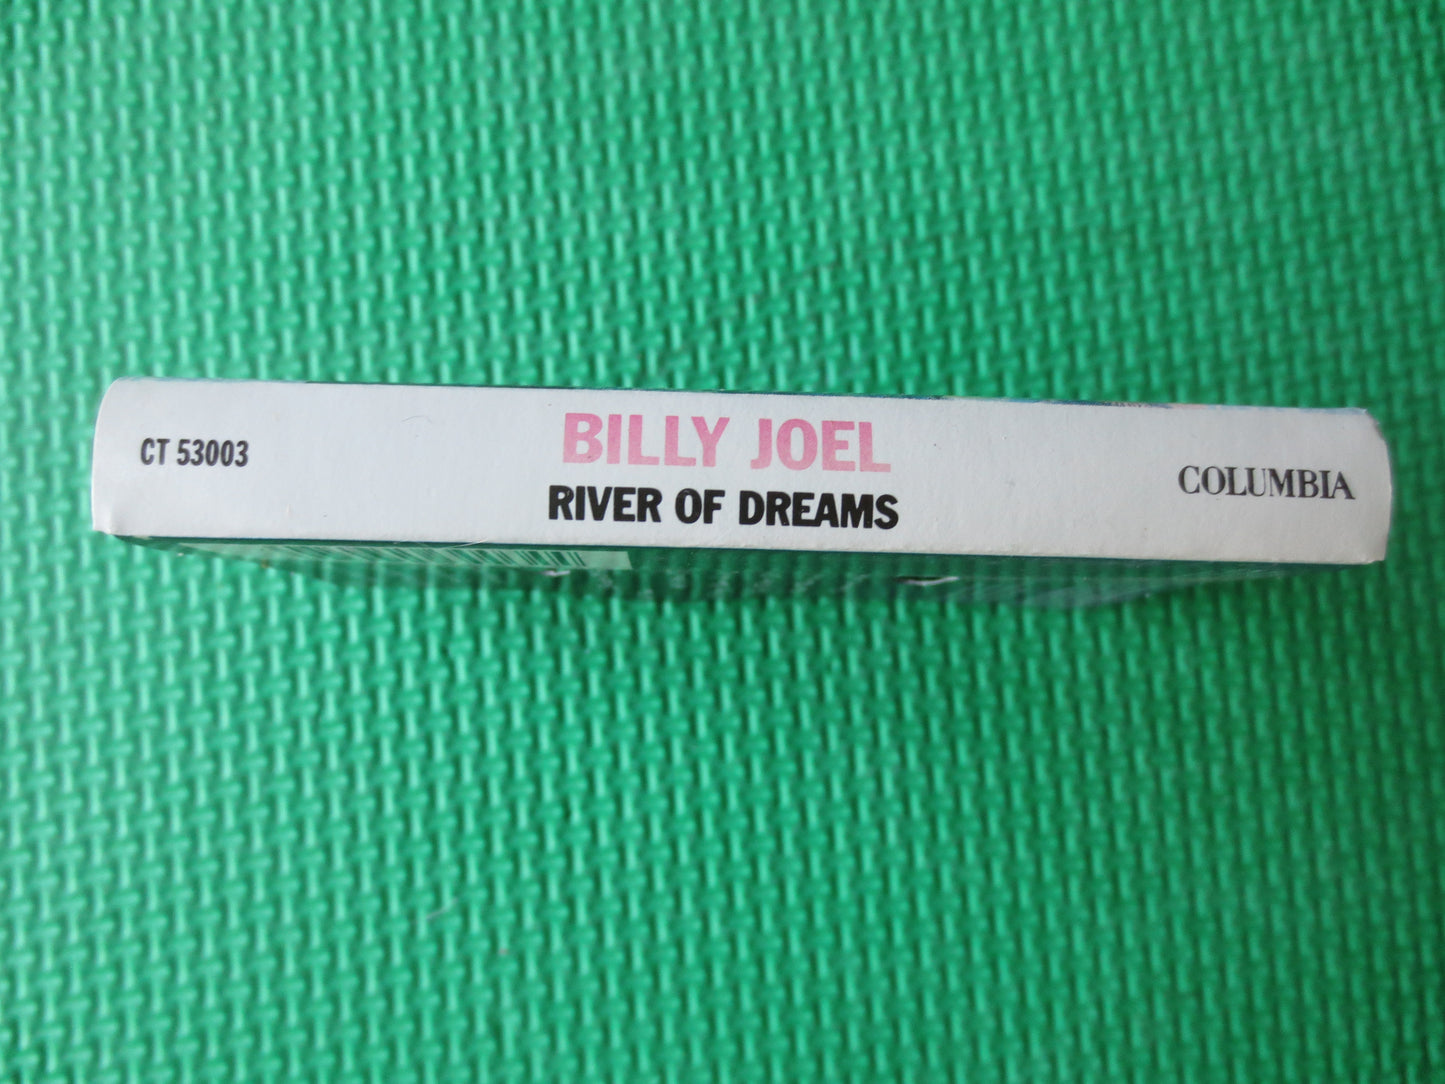 CT 53003
BILLY JOEL
RIVER OF DREAMS
COLUMBIA